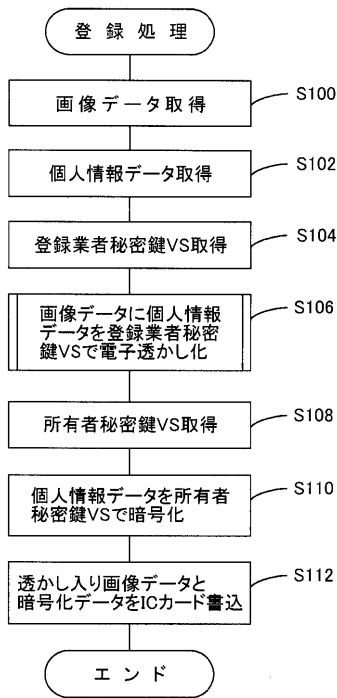 登録処理
画像データ取得
S100
個人情報データ取得
S102
登録業者秘密鍵VS取得
S104
画像データに個人情報
データを登録業者秘密
鍵VSで電子透かし化
S106
所有者秘密鍵VS取得
S108
個人情報データを所有者
秘密鍵VSで暗号化
S110
透かし入り画像データと
暗号化データをICカード書込
S112
エンド